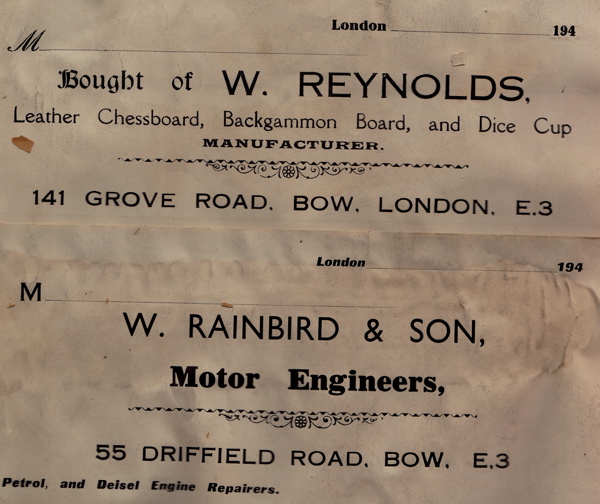 London 194
M
Bought of W. REYNOLDS,
Leather Chessboard, Backgammon Board, and Dice Cup
MANUFACTURER.
141 GROVE ROAD. BOW. LONDON. E.3
London 194
M
W. RAINBIRD & SON,
Motor Engineers,
55 DRIFFIELD ROAD, BOW, E.3
Petrol, and Deisel Engine Repairers.